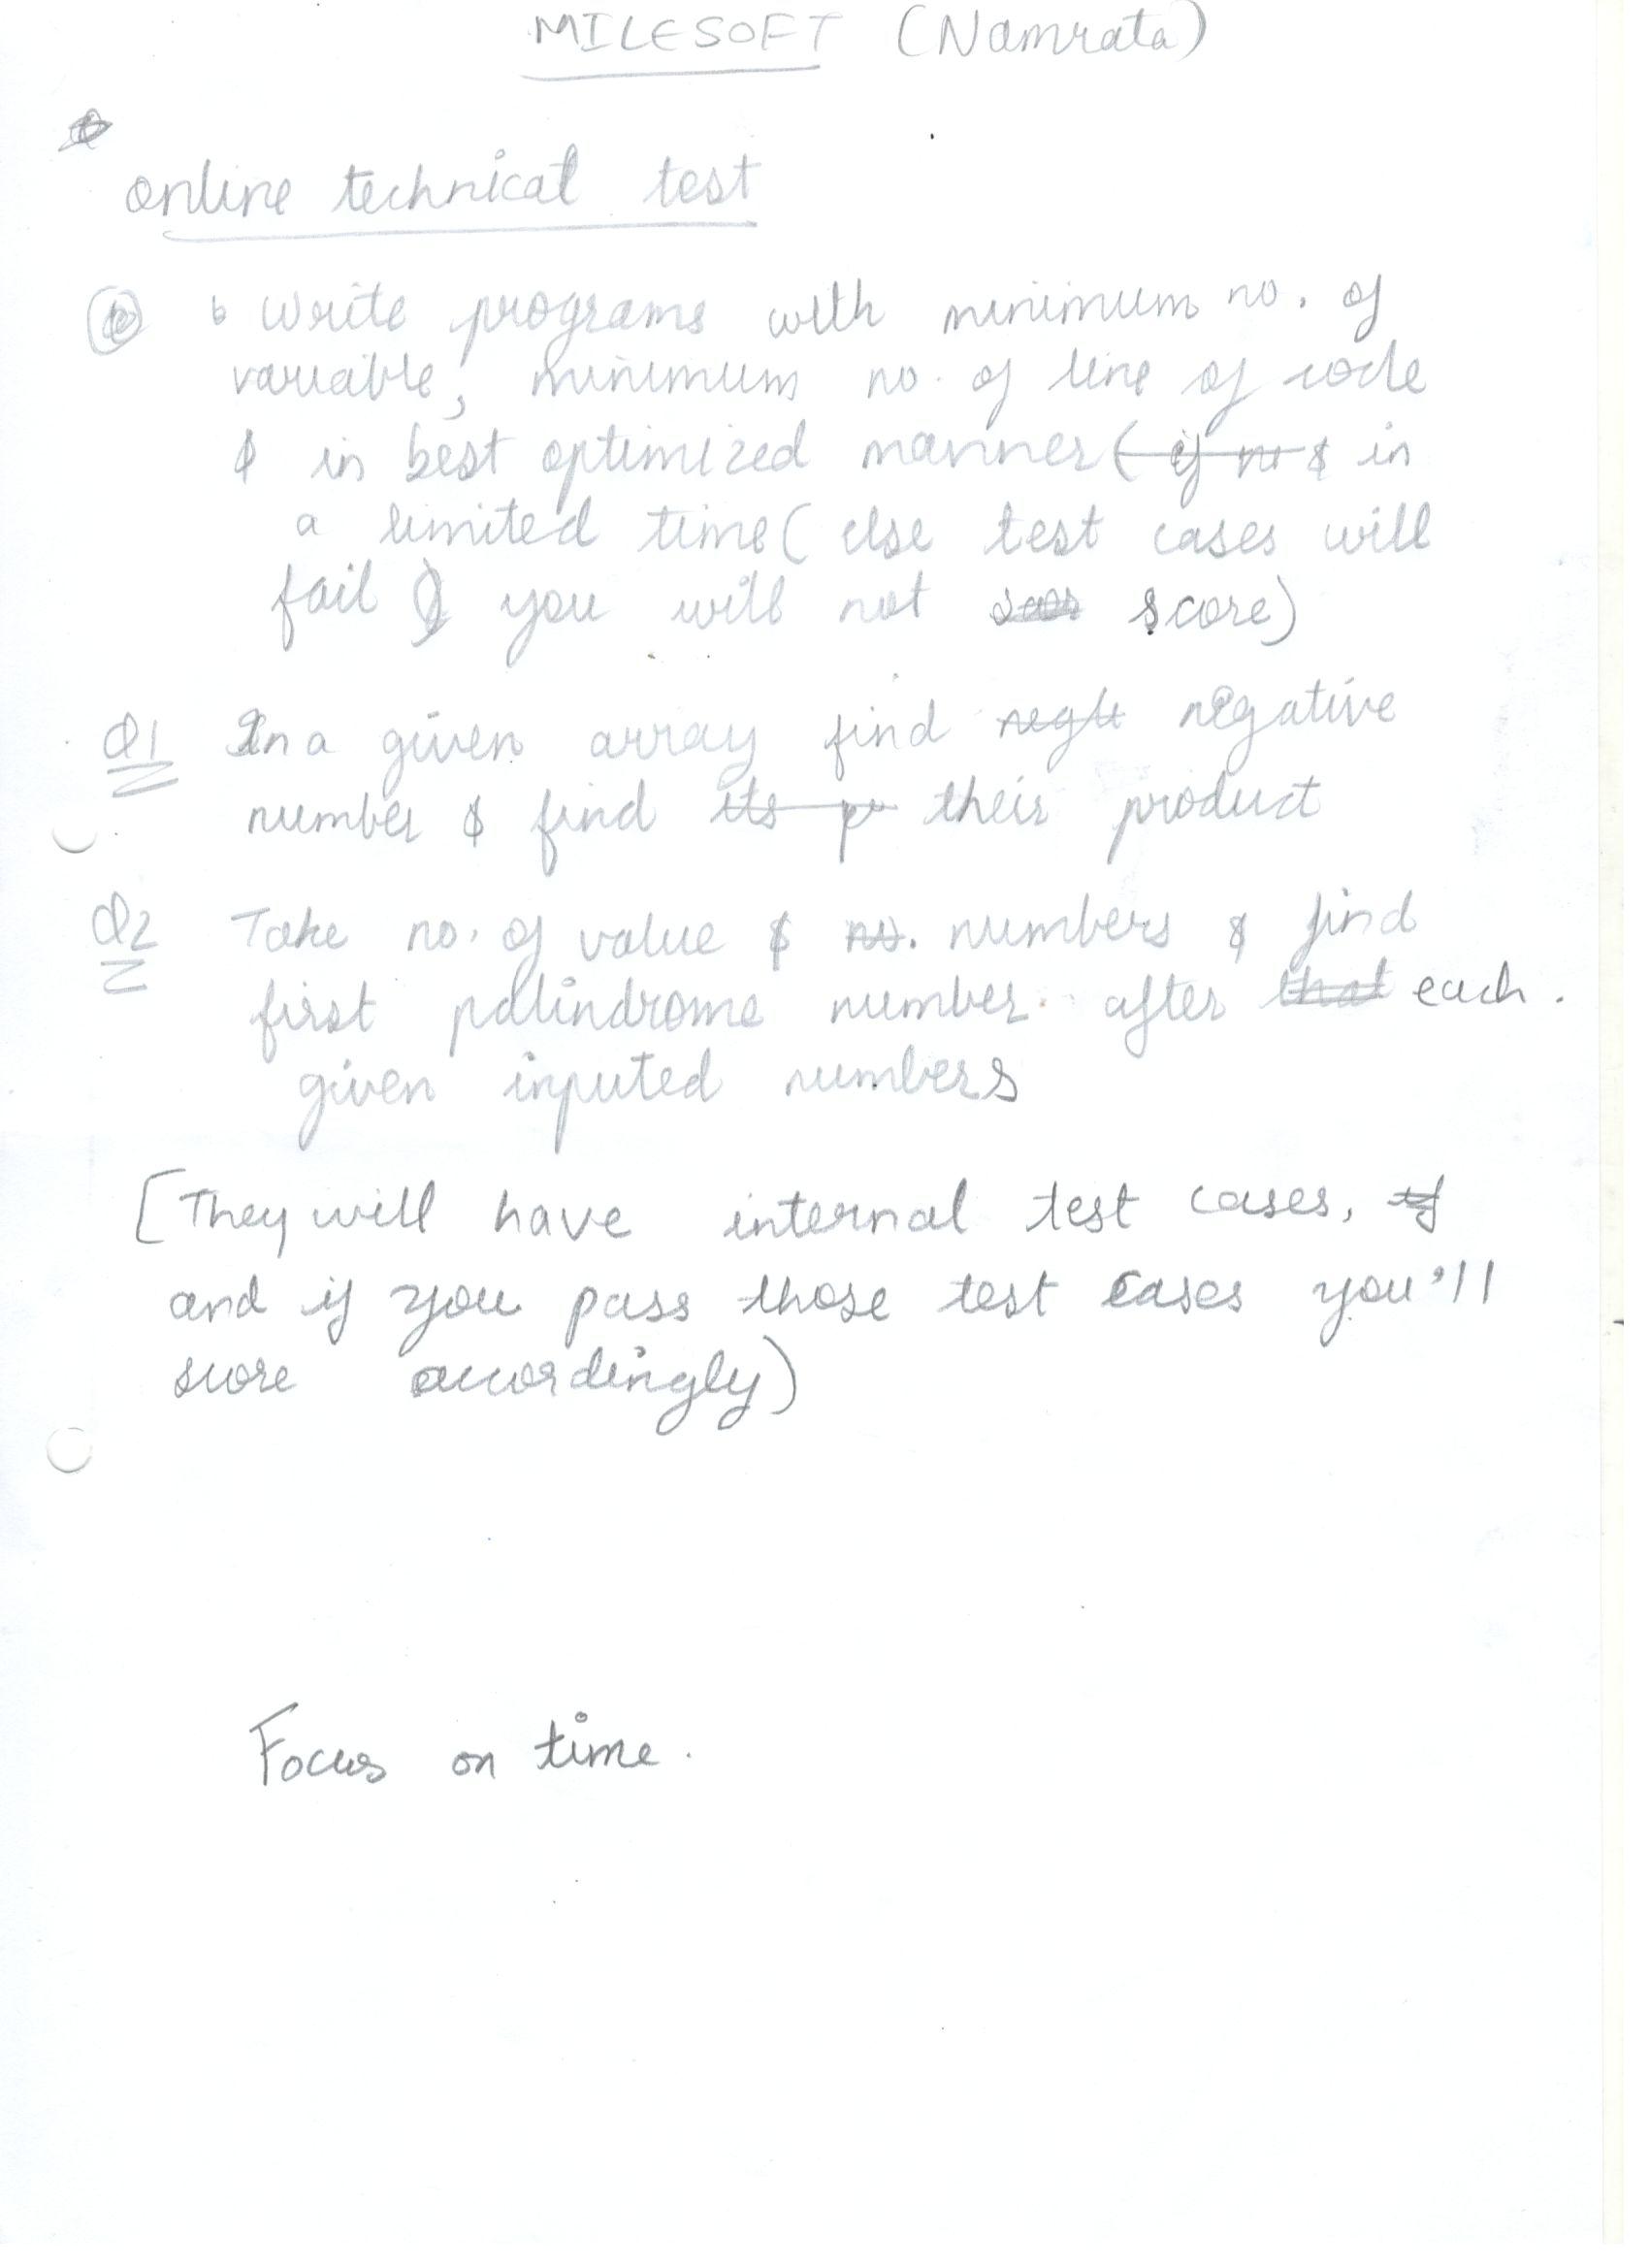 MILESOFT (Namrata)
online technical test
Write programs with minimum no. of
variable, minimum no. of line of code
& in best optimized manner & in
a limited time (else test cases will
fail & you will not score)
Q1 In a given array find negative
number & find their product
Q2 Take no. of value & numbers & find
first pallindrome number after each
given inputed numbers
[They will have internal test cases,
and if you pass those test cases you'll
score accordingly)
Focus on time.